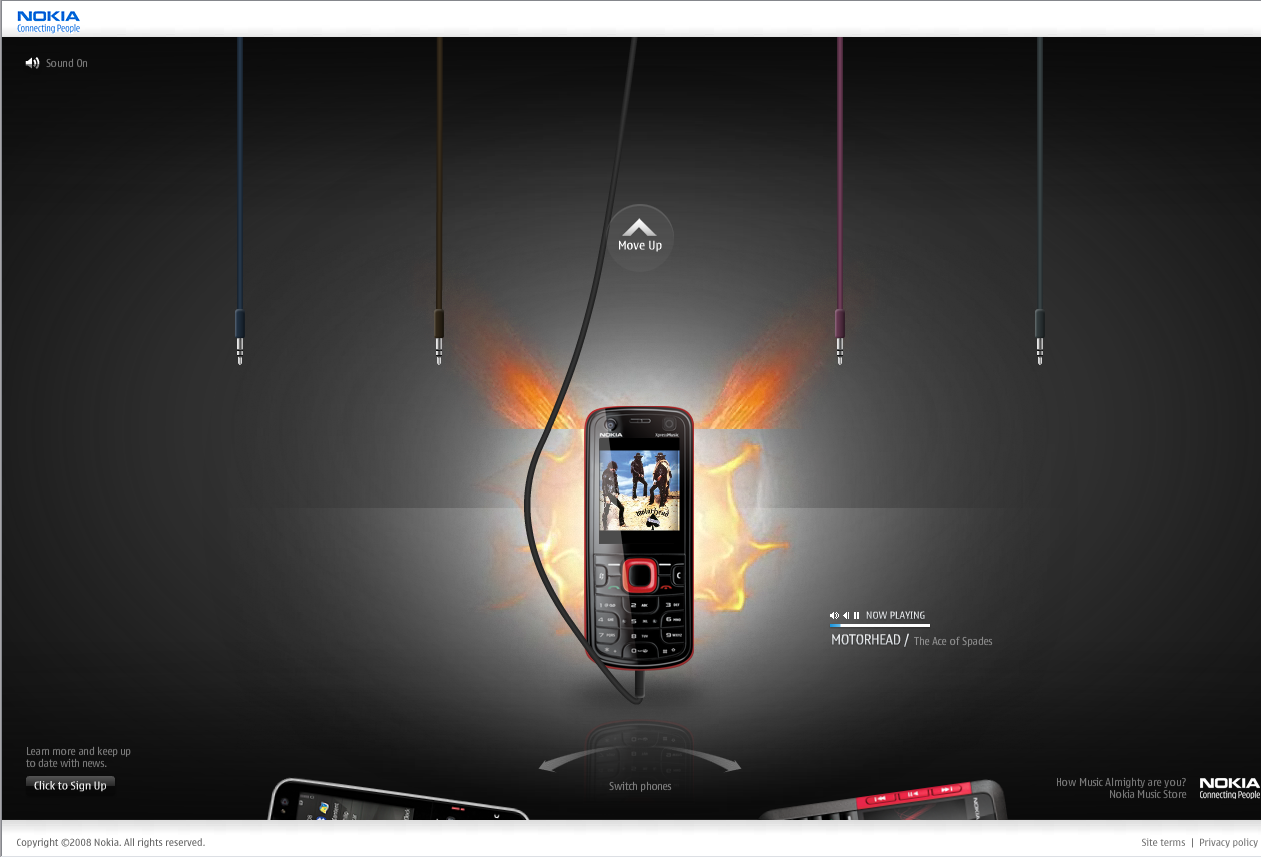 NOKIA
Connecting People
Sound On
Move Up
NOKIA
XpressMusic
motorhead
NOW PLAYING
MOTORHEAD / The Ace of Spades
Learn more and keep up
to date with news.
Click to Sign Up
Switch phones
How Music Almighty are you?
Nokia Music Store
NOKIA
Connecting People
Copyright ©2008 Nokia. All rights reserved.
Site terms | Privacy policy